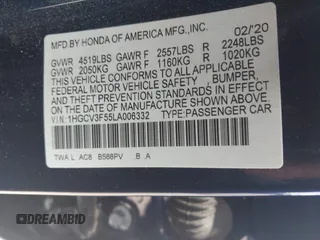 MFD BY HONDA OF AMERICA MFG.,INC. 02/'20
GVWR 4519LBS GAWR F 2557LBS R 2248LBS
GVWR 2050KG GAWR F 1160KG R 1020KG
THIS VEHICLE CONFORMS TO ALL APPLICABLE
FEDERAL MOTOR VEHICLE SAFETY, BUMPER,
AND THEFT PREVENTION STANDARDS IN EFFECT
ON THE DATE OF MANUFACTURE SHOWN ABOVE.
V.I.N:1HGCV3F55LA006332 TYPE:PASSENGER CAR
TWA L AC8 B588PV .B .A
DREAMBID